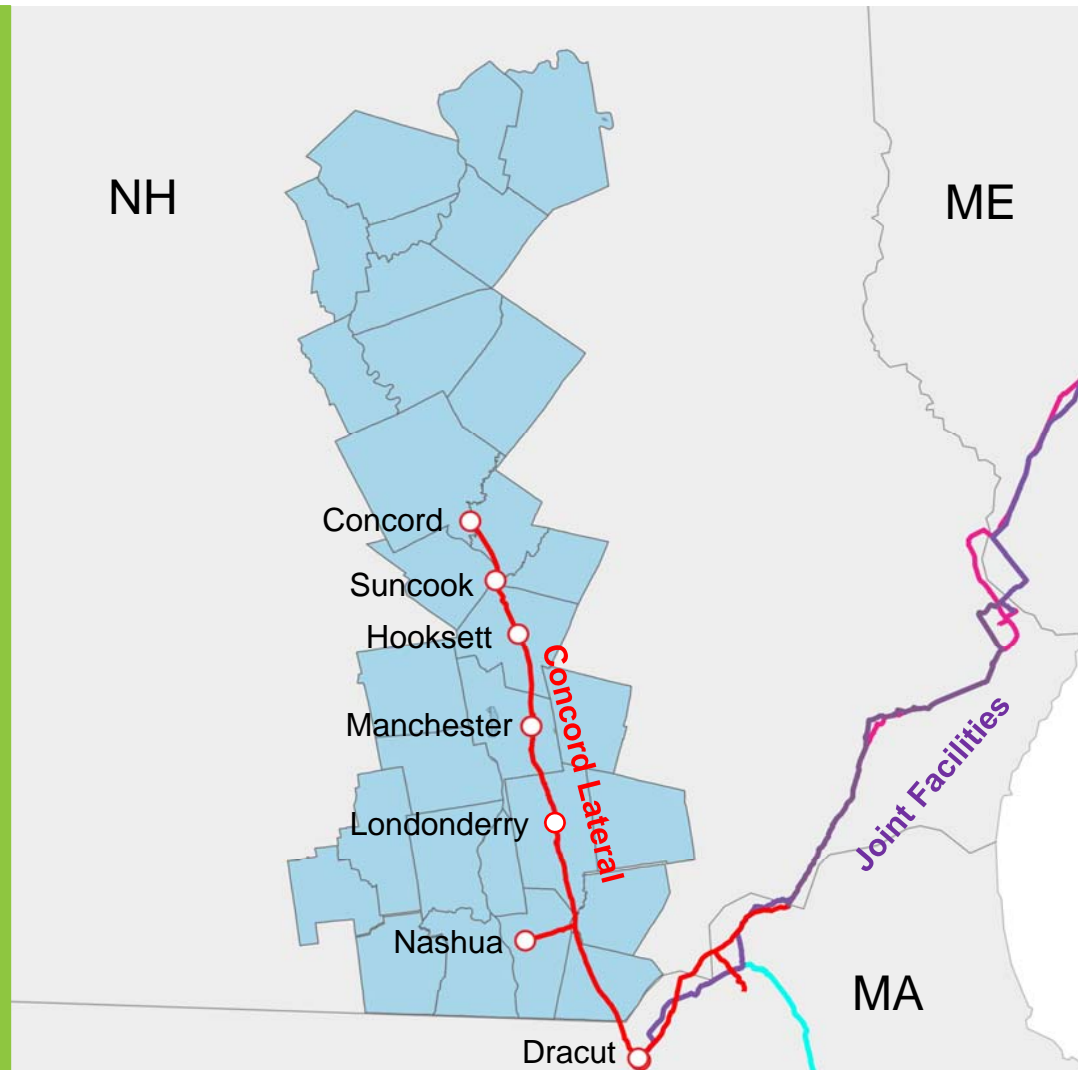 NH
ME
Concord
Suncook
Hooksett
Concord Lateral
Manchester
Joint Facilities
Londonderry
Nashua
MA
Dracut